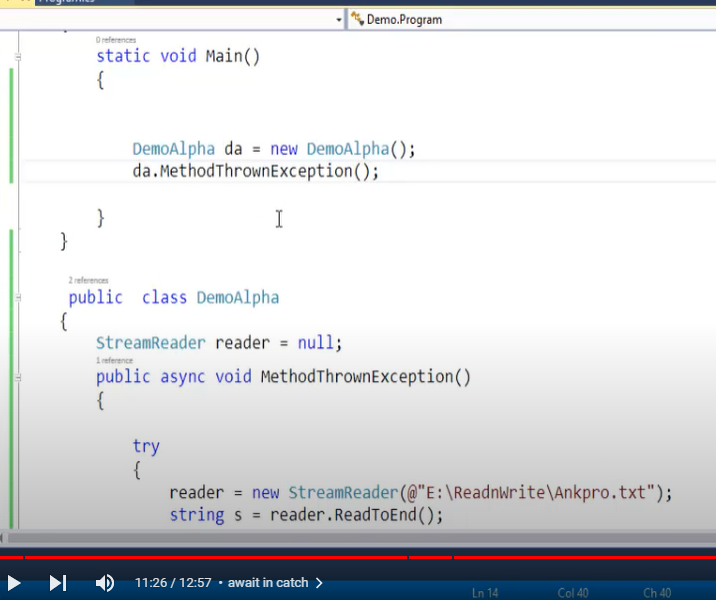 Demo.Program
0 references
static void Main()
{
DemoAlpha da = new DemoAlpha();
da.MethodThrownException();
}
}
2 references
public class DemoAlpha
{
StreamReader reader = null;
1 reference
public async void MethodThrownException()
{
try
{
reader = new StreamReader(@"E:\ReadnWrite\Ankpro.txt");
string s = reader.ReadToEnd();
11:26 / 12:57 • await in catch >
Ln 14 Col 40 Ch 40